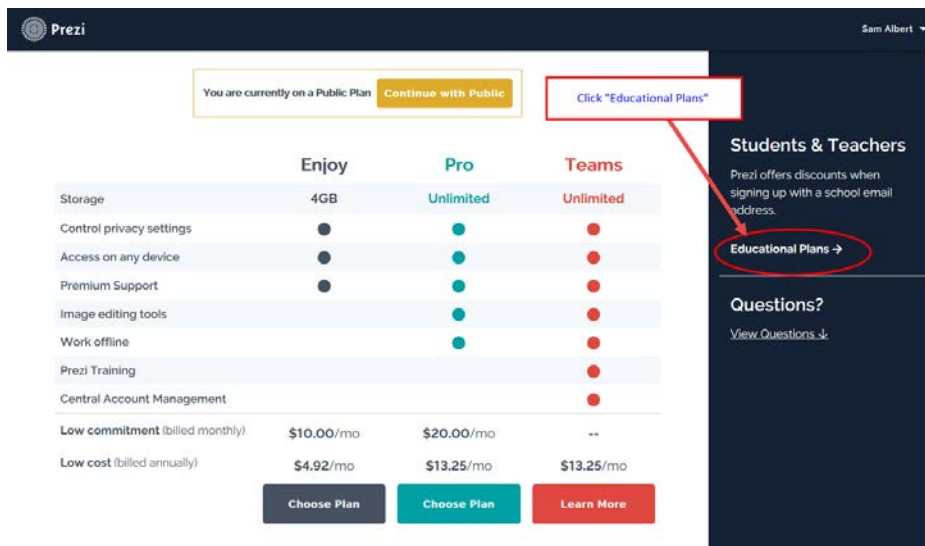 Prezi
Sam Albert
You are currently on a Public Plan Continue with Public
Click "Educational Plans"
Enjoy Pro Teams
Storage 4GB Unlimited Unlimited
Control privacy settings
Access on any device
Premium Support
Image editing tools
Work offline
Prezi Training
Central Account Management
Low commitment (billed monthly) $10.00/mo $20.00/mo --
Low cost (billed annually) $4.92/mo $13.25/mo $13.25/mo
Choose Plan Choose Plan Learn More
Students & Teachers
Prezi offers discounts when
signing up with a school email
address.
Educational Plans →
Questions?
View Questions ↓